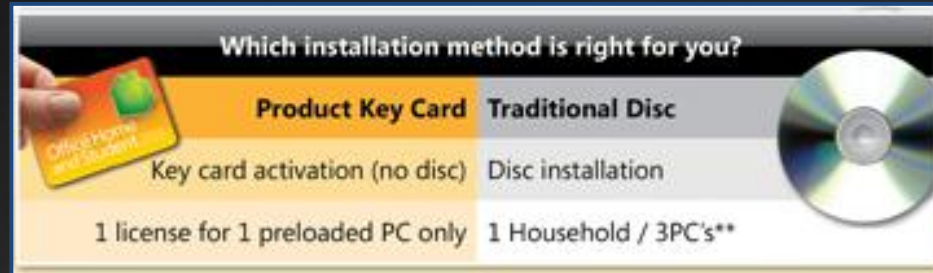 Which installation method is right for you?
Office Home
and Student
Product Key Card Traditional Disc
Key card activation (no disc) Disc installation
1 license for 1 preloaded PC only 1 Household / 3PC's**